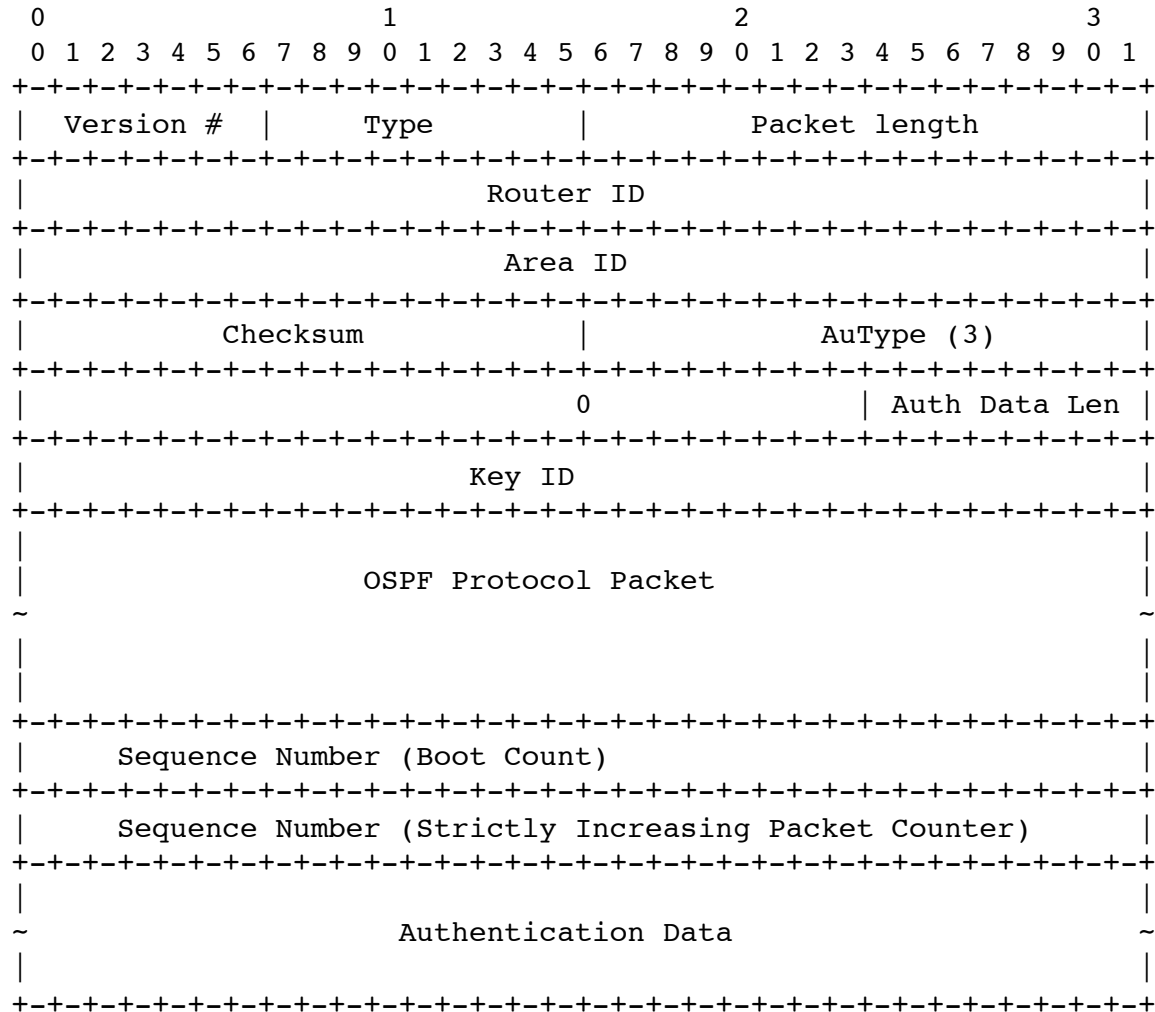 0                   1                   2                   3
 0 1 2 3 4 5 6 7 8 9 0 1 2 3 4 5 6 7 8 9 0 1 2 3 4 5 6 7 8 9 0 1
+-+-+-+-+-+-+-+-+-+-+-+-+-+-+-+-+-+-+-+-+-+-+-+-+-+-+-+-+-+-+-+-+
|  Version #  |     Type        |         Packet length         |
+-+-+-+-+-+-+-+-+-+-+-+-+-+-+-+-+-+-+-+-+-+-+-+-+-+-+-+-+-+-+-+-+
|                          Router ID                            |
+-+-+-+-+-+-+-+-+-+-+-+-+-+-+-+-+-+-+-+-+-+-+-+-+-+-+-+-+-+-+-+-+
|                           Area ID                             |
+-+-+-+-+-+-+-+-+-+-+-+-+-+-+-+-+-+-+-+-+-+-+-+-+-+-+-+-+-+-+-+-+
|           Checksum            |             AuType (3)        |
+-+-+-+-+-+-+-+-+-+-+-+-+-+-+-+-+-+-+-+-+-+-+-+-+-+-+-+-+-+-+-+-+
|                               0               | Auth Data Len |
+-+-+-+-+-+-+-+-+-+-+-+-+-+-+-+-+-+-+-+-+-+-+-+-+-+-+-+-+-+-+-+-+
|                         Key ID                                |
+-+-+-+-+-+-+-+-+-+-+-+-+-+-+-+-+-+-+-+-+-+-+-+-+-+-+-+-+-+-+-+-+
|                                                               |
|                   OSPF Protocol Packet                        |
~                                                               ~
|                                                               |
|                                                               |
+-+-+-+-+-+-+-+-+-+-+-+-+-+-+-+-+-+-+-+-+-+-+-+-+-+-+-+-+-+-+-+-+
|     Sequence Number (Boot Count)                              |
+-+-+-+-+-+-+-+-+-+-+-+-+-+-+-+-+-+-+-+-+-+-+-+-+-+-+-+-+-+-+-+-+
|     Sequence Number (Strictly Increasing Packet Counter)      |
+-+-+-+-+-+-+-+-+-+-+-+-+-+-+-+-+-+-+-+-+-+-+-+-+-+-+-+-+-+-+-+-+
|                                                               |
~                     Authentication Data                       ~
|                                                               |
+-+-+-+-+-+-+-+-+-+-+-+-+-+-+-+-+-+-+-+-+-+-+-+-+-+-+-+-+-+-+-+-+